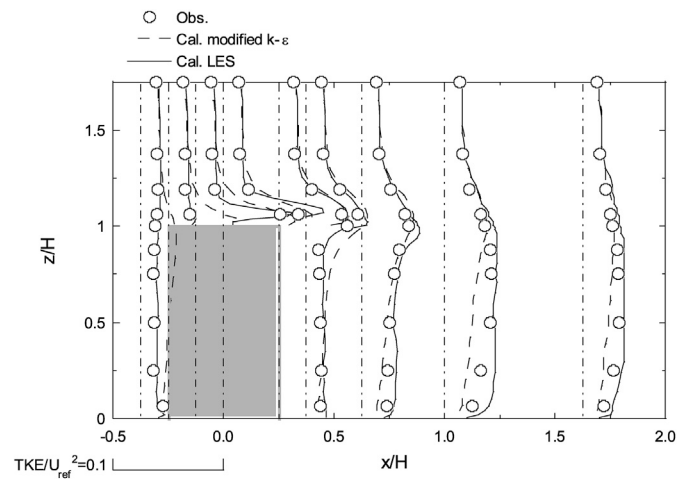 Obs.
Cal. modified k-ε
Cal. LES
1.5
1
0.5
0
z/H
-0.5 0.0 0.5 1.0 1.5 2.0
x/H
TKE/U_ref^2=0.1